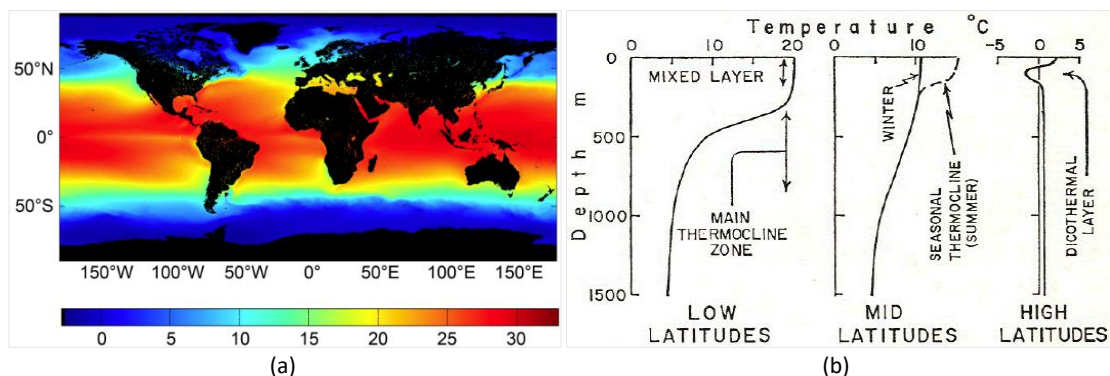 50°N
0°
50°S
150°W 100°W 50°W 0° 50°E 100°E 150°E
0 5 10 15 20 25 30
(a)
Temperature °C
0 10 20 0 5 10 -5 0 5
0
500
1000
1500
Depth m
MIXED LAYER
MAIN
THERMOCLINE
ZONE
LOW
LATITUDES
WINTER
SEASONAL
THERMOCLINE
(SUMMER)
MID
LATITUDES
DICOTHERMAL
LAYER
HIGH
LATITUDES
(b)